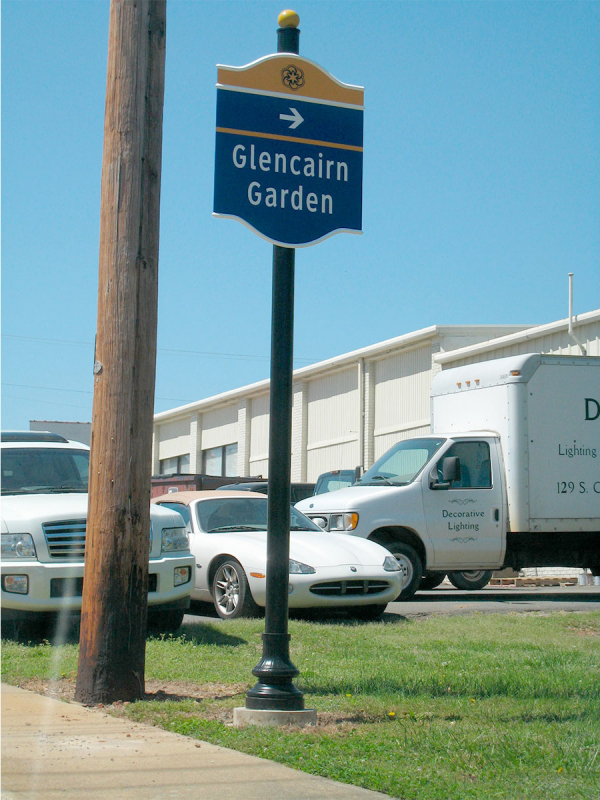 Glencairn
Garden
Decorative
Lighting
Lighting
129 S.